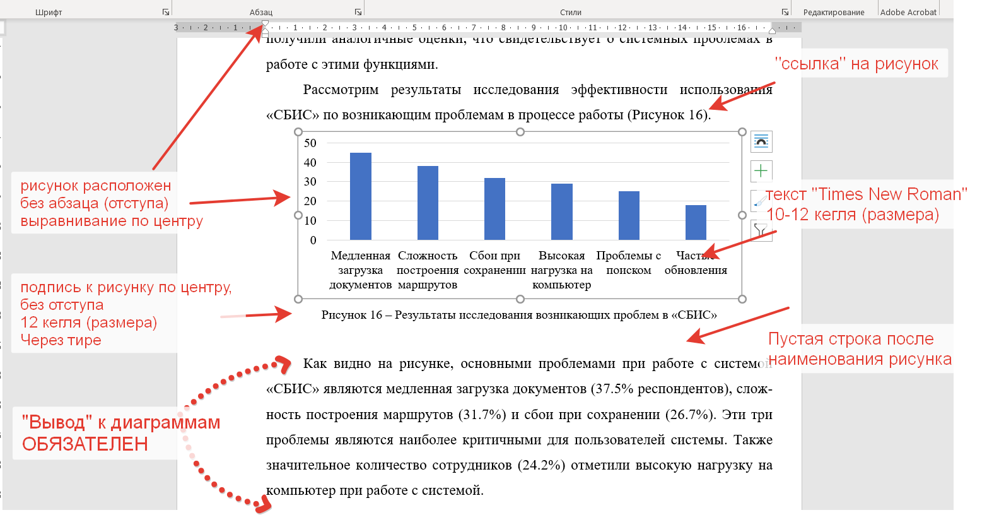 Шрифт
Абзац
Стили
Редактирование
Adobe Acrobat
3 2 1 1 2 3 4 5 6 7 8 9 10 11 12 13 14 15 16
получили аналогичные оценки, что свидетельствует о системных проблемах в
работе с этими функциями.
"ссылка" на рисунок
Рассмотрим результаты исследования эффективности использования
«СБИС» по возникающим проблемам в процессе работы (Рисунок 16).
рисунок расположен
без абзаца (отступа)
выравнивание по центру
50
40
30
20
10
0
Медленная
загрузка
документов
Сложность
построения
маршрутов
Сбои при
сохранении
Высокая
нагрузка на
компьютер
Проблемы с
поиском
Частые
обновления
текст "Times New Roman"
10-12 кегля (размера)
подпись к рисунку по центру,
без отступа
12 кегля (размера)
Через тире
Рисунок 16 – Результаты исследования возникающих проблем в «СБИС»
Пустая строка после
наименования рисунка
Как видно на рисунке, основными проблемами при работе с системой
«СБИС» являются медленная загрузка документов (37.5% респондентов), слож-
ность построения маршрутов (31.7%) и сбои при сохранении (26.7%). Эти три
проблемы являются наиболее критичными для пользователей системы. Также
значительное количество сотрудников (24.2%) отметили высокую нагрузку на
компьютер при работе с системой.
"Вывод" к диаграммам
ОБЯЗАТЕЛЕН